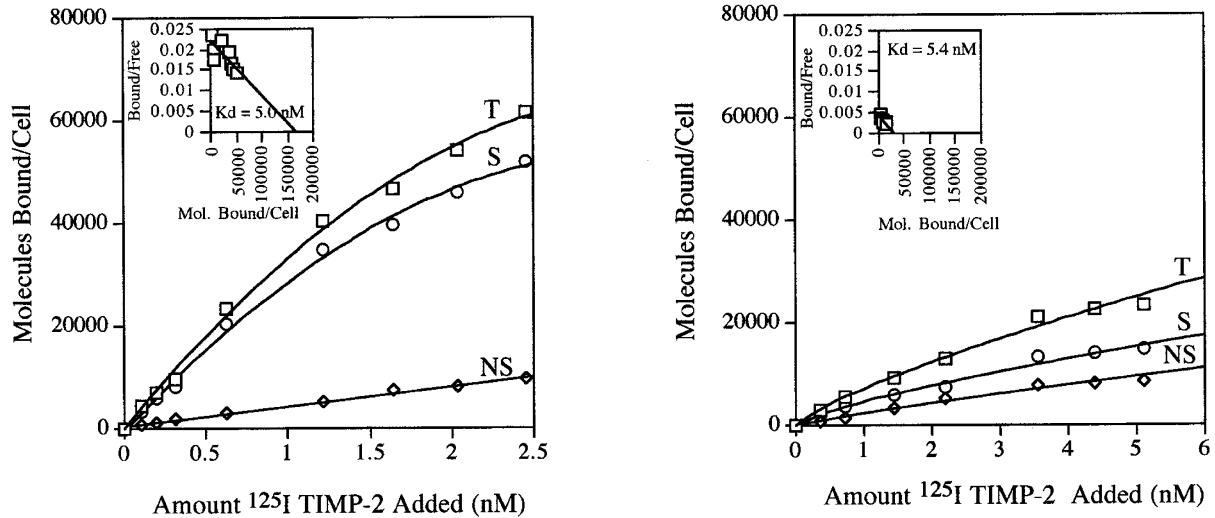 80000
60000
40000
20000
0
Molecules Bound/Cell
0.025
0.02
0.015
0.01
0.005
0
Bound/Free
Kd = 5.0 nM
0
50000
100000
150000
200000
Mol. Bound/Cell
T
S
NS
0
0.5
1
1.5
2
2.5
Amount 125I TIMP-2 Added (nM)
80000
60000
40000
20000
0
Molecules Bound/Cell
0.025
0.02
0.015
0.01
0.005
0
Bound/Free
Kd = 5.4 nM
0
50000
100000
150000
200000
Mol. Bound/Cell
T
S
NS
0
1
2
3
4
5
6
Amount 125I TIMP-2 Added (nM)